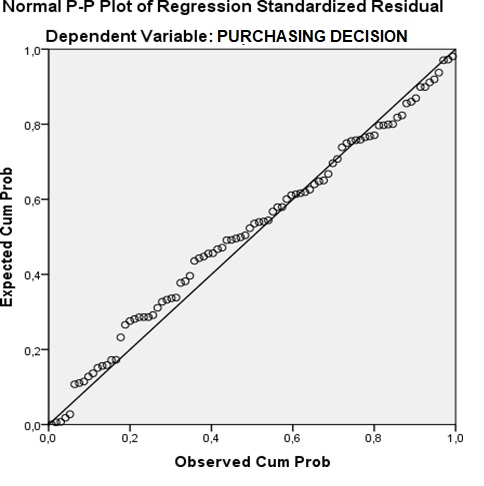 Normal P-P Plot of Regression Standardized Residual
Dependent Variable: PURCHASING DECISION
Expected Cum Prob
1,0
0,8
0,6
0,4
0,2
0,0
0,0 0,2 0,4 0,6 0,8 1,0
Observed Cum Prob